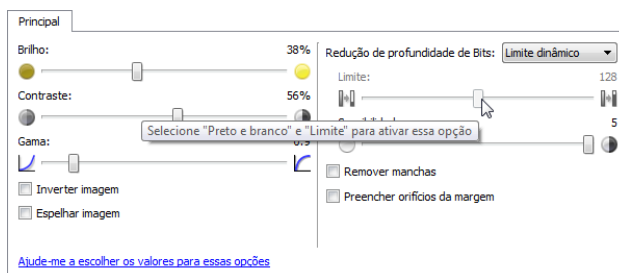 Principal
Brilho: 38%
Contraste: 56%
Selecione "Preto e branco" e "Limite" para ativar essa opção
Gama: 0.9
Inverter imagem
Espelhar imagem
Ajude-me a escolher os valores para essas opções
Redução de profundidade de Bits: Limite dinâmico
Limite: 128
5
Remover manchas
Preencher orifícios da margem